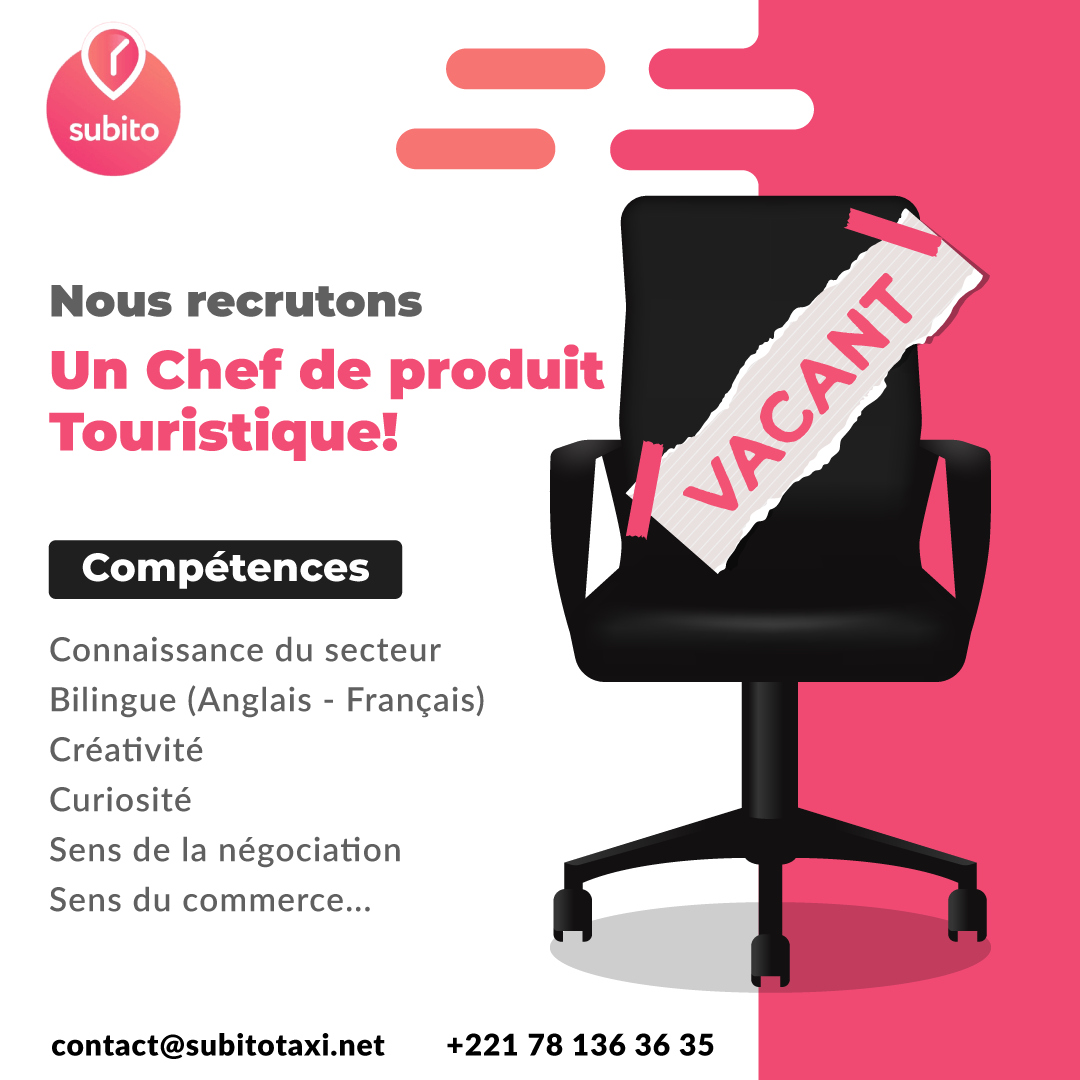 subito
Nous recrutons
Un Chef de produit
Touristique!
VACANT
Compétences
Connaissance du secteur
Bilingue (Anglais - Français)
Créativité
Curiosité
Sens de la négociation
Sens du commerce...
contact@subitotaxi.net +221 78 136 36 35